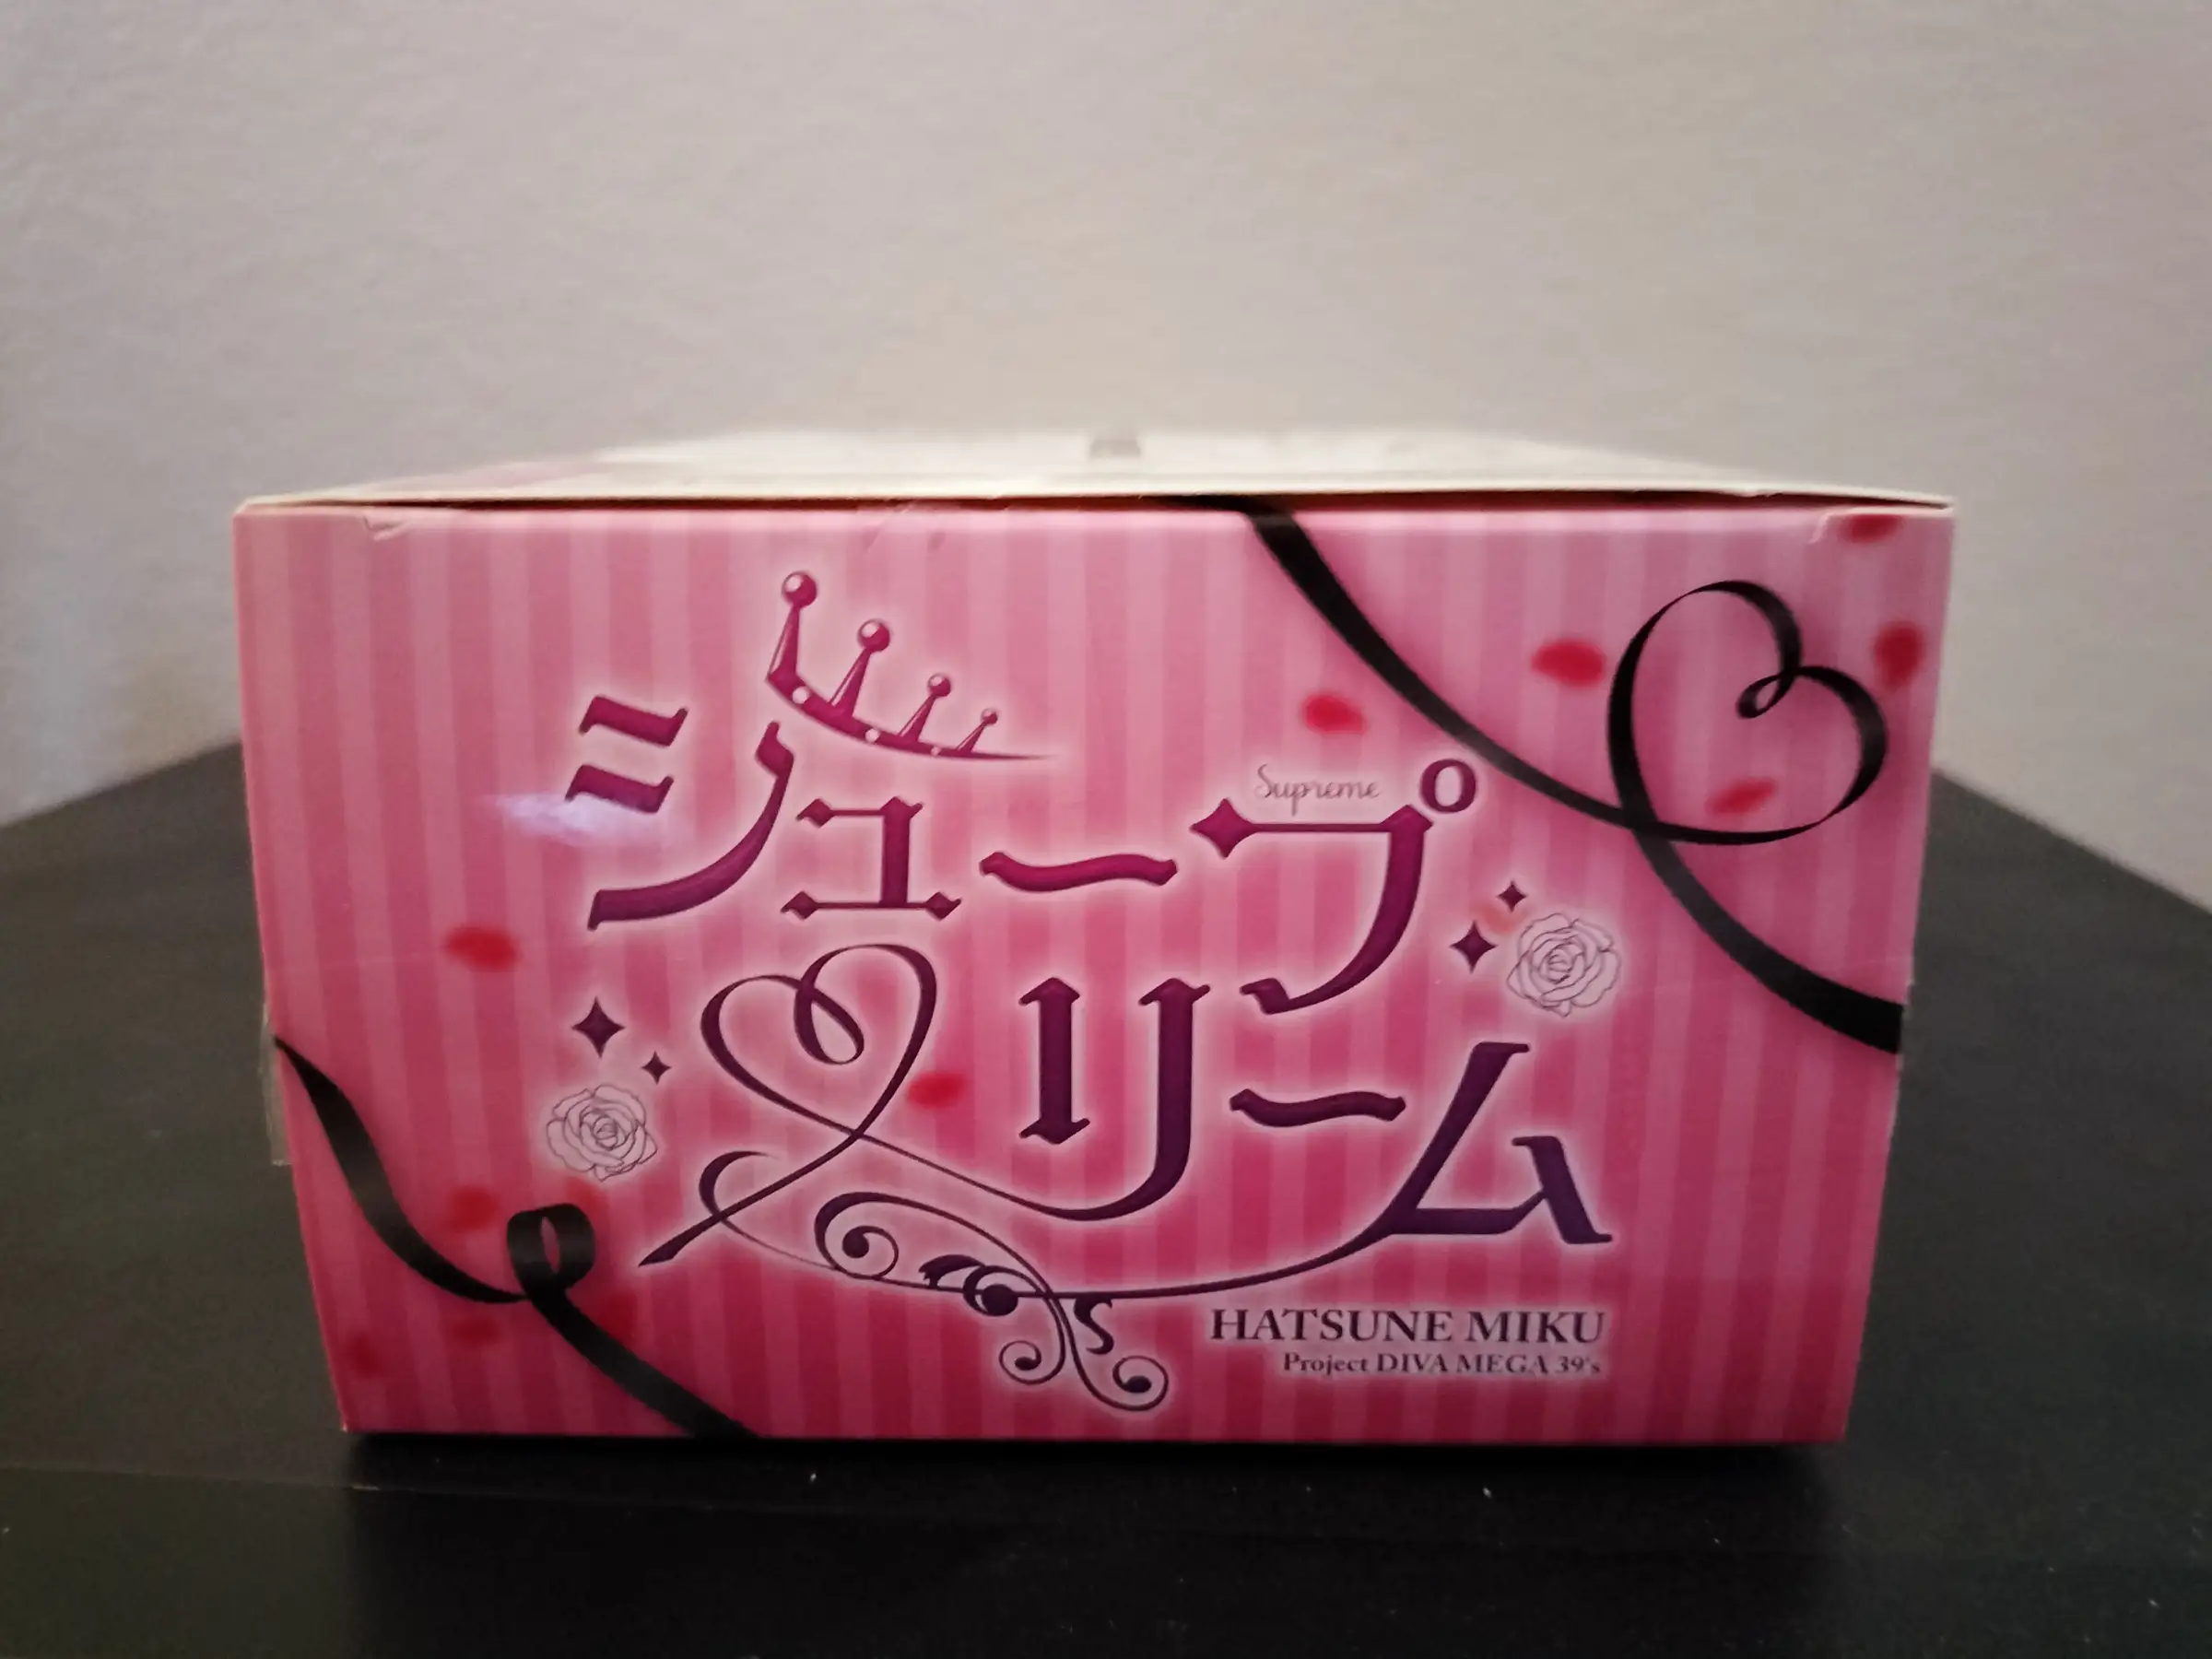 Supreme
シュープ
リーム
HATSUNE MIKU
Project DIVA MEGA 39's